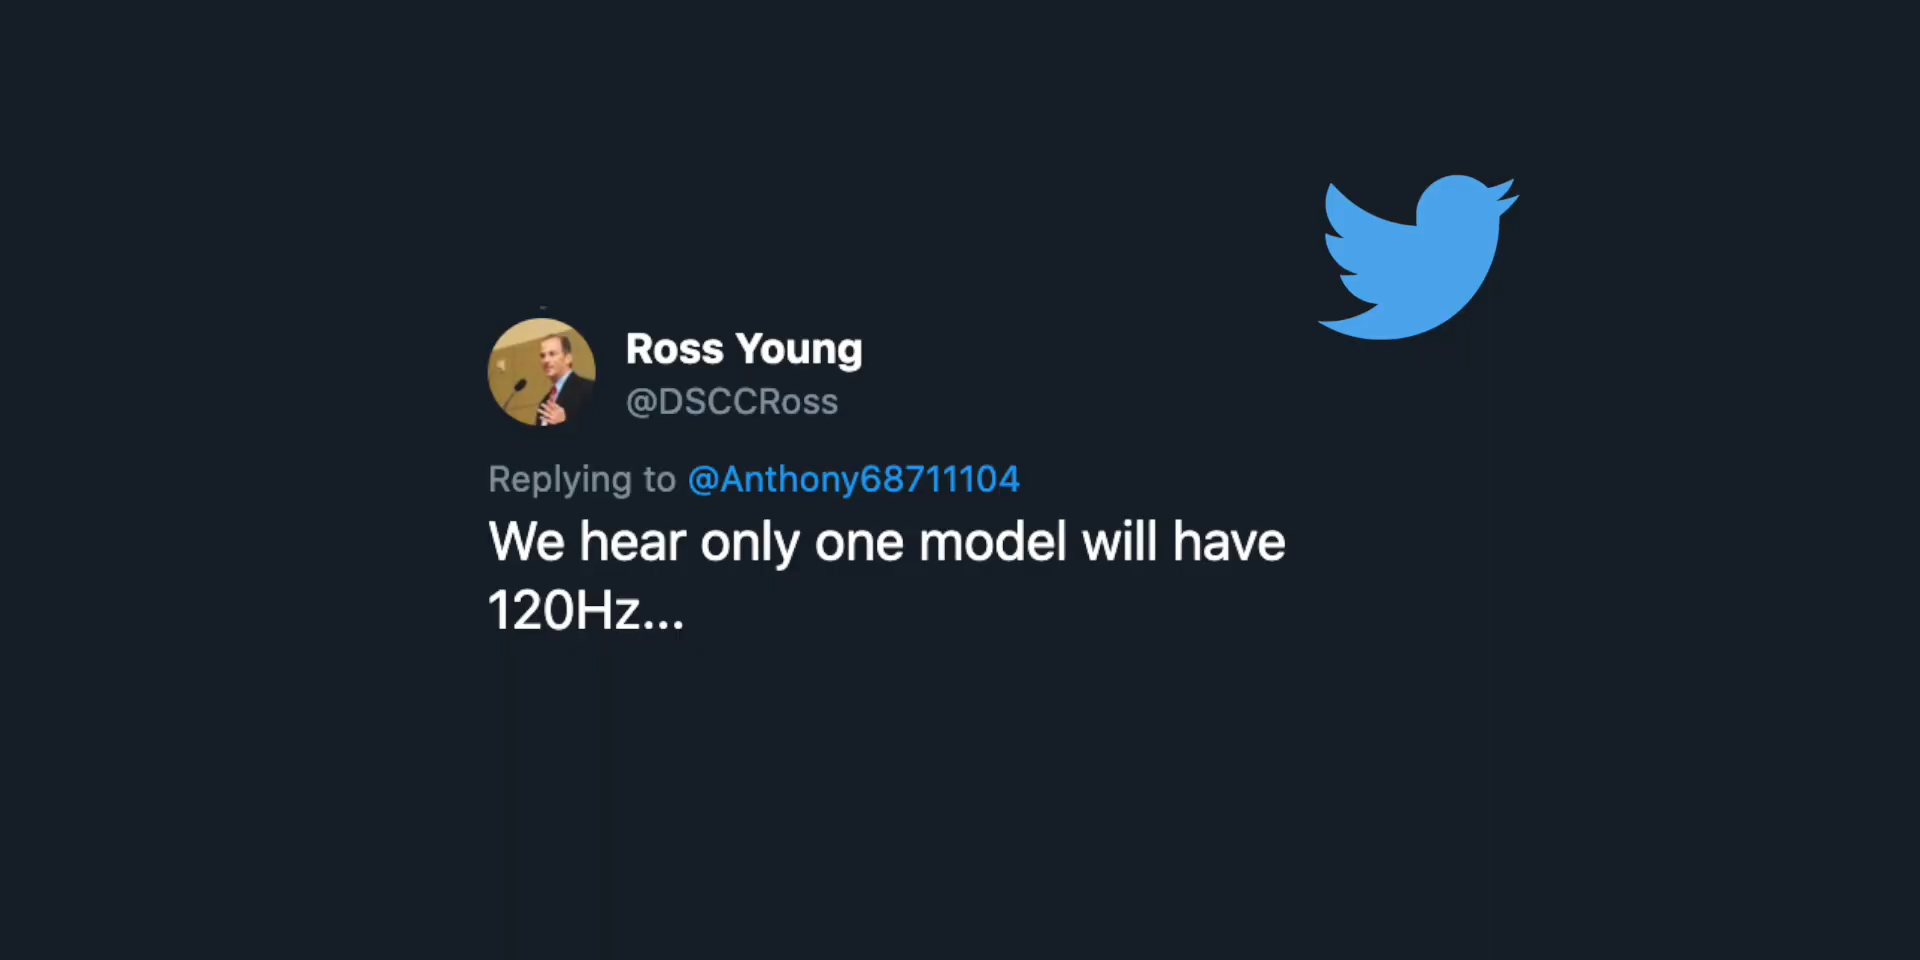 Ross Young
@DSCCRoss
Replying to @Anthony68711104
We hear only one model will have
120Hz...